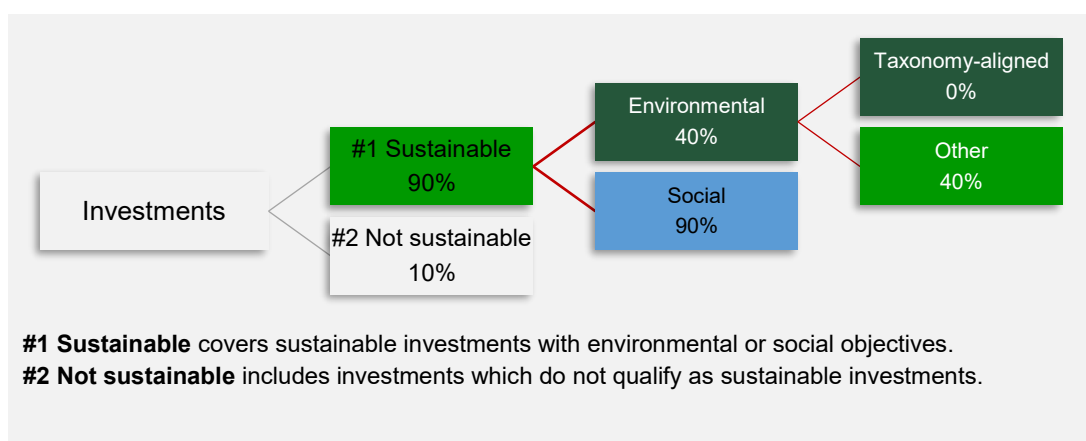 Investments
#1 Sustainable
90%
#2 Not sustainable
10%
Environmental
40%
Social
90%
Taxonomy-aligned
0%
Other
40%
#1 Sustainable covers sustainable investments with environmental or social objectives.
#2 Not sustainable includes investments which do not qualify as sustainable investments.